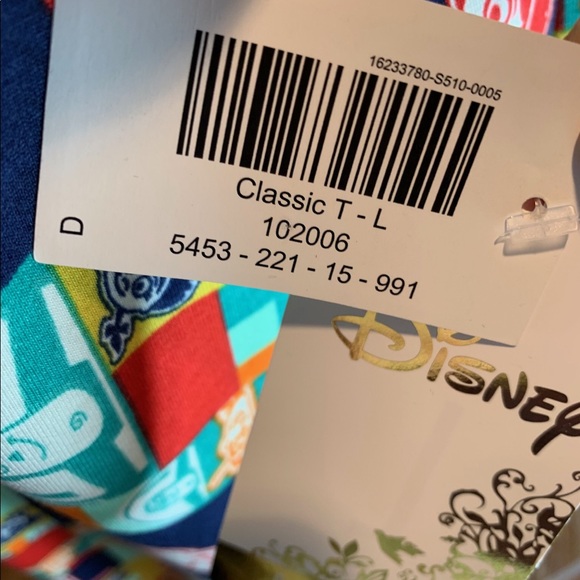 16233780-S510-0005
Classic T - L
102006
5453 - 221 - 15 - 991
D
DISNEY